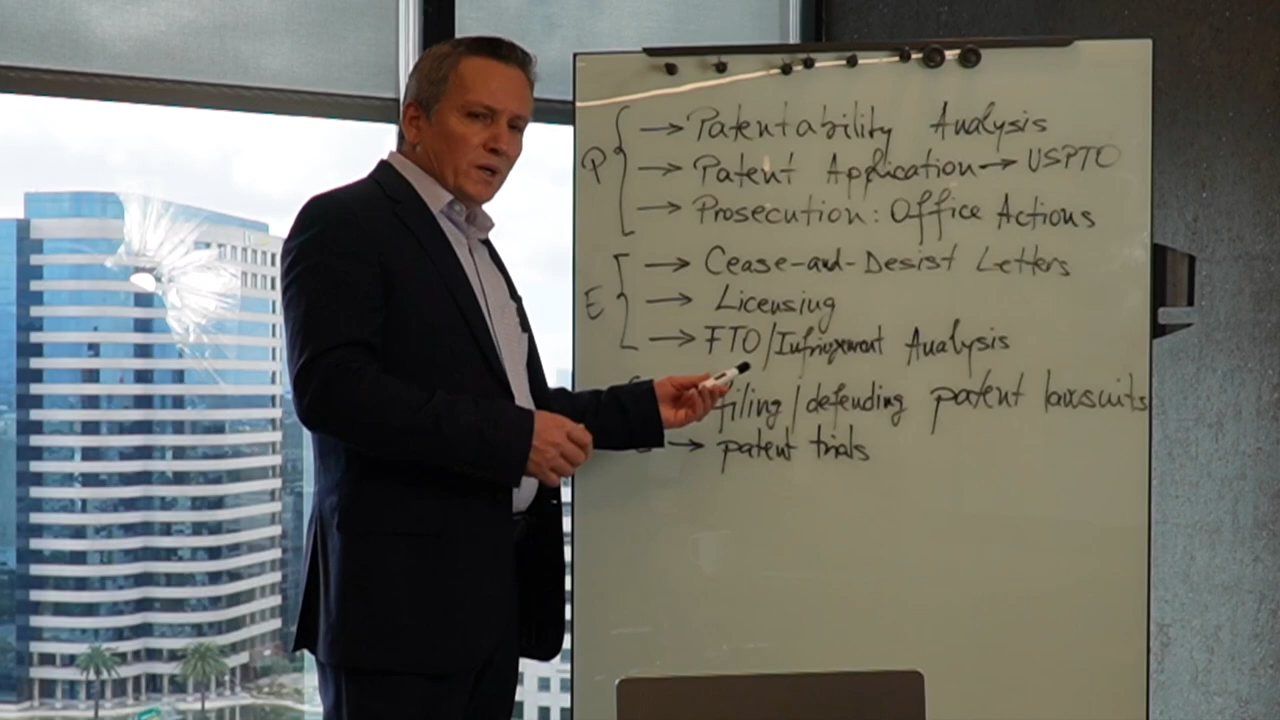 P { → Patentability Analysis
→ Patent Application → USPTO
→ Prosecution: Office Actions
E { → Cease-and-Desist Letters
→ Licensing
→ FTO/Infringement Analysis
filing/defending patent lawsuits
→ patent trials